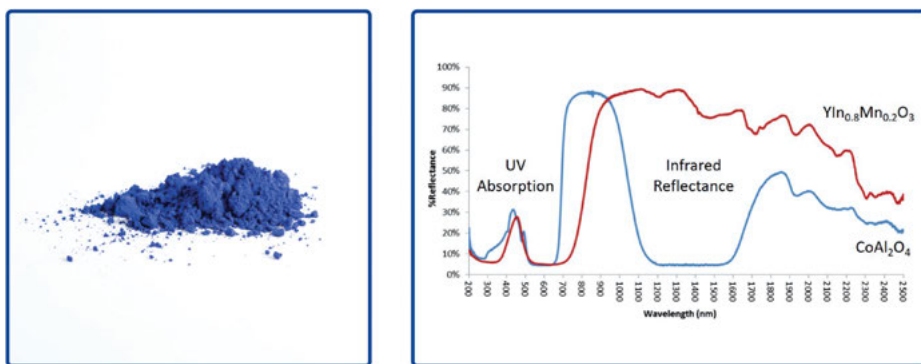 100%
90%
80%
70%
60%
50%
40%
30%
20%
10%
0%
%Reflectance
UV
Absorption
Infrared
Reflectance
YIn0.8Mn0.2O3
CoAl2O4
200 300 400 500 600 700 800 900 1000 1100 1200 1300 1400 1500 1600 1700 1800 1900 2000 2100 2200 2300 2400 2500
Wavelength (nm)